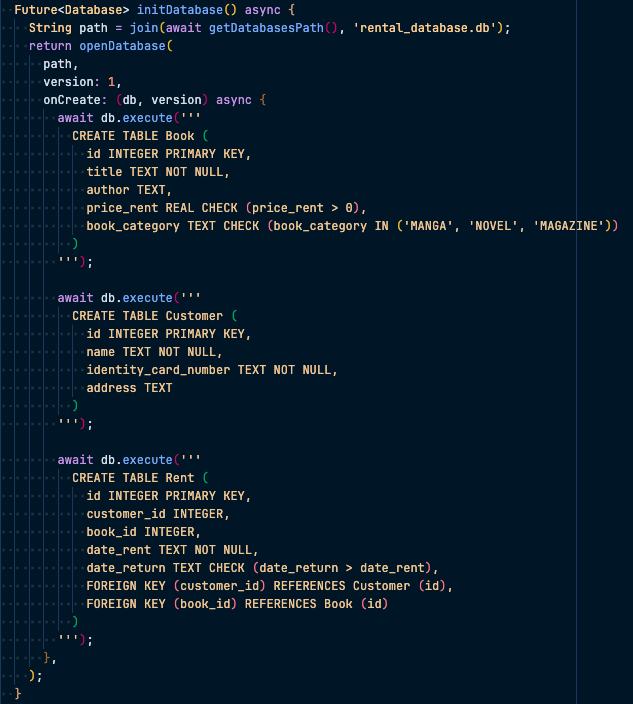 Future<Database> initDatabase() async {
String path = join(await getDatabasesPath(), 'rental_database.db');
return openDatabase(
path,
version: 1,
onCreate: (db, version) async {
await db.execute('''
CREATE TABLE Book (
id INTEGER PRIMARY KEY,
title TEXT NOT NULL,
author TEXT,
price_rent REAL CHECK (price_rent > 0),
book_category TEXT CHECK (book_category IN ('MANGA', 'NOVEL', 'MAGAZINE'))
)
''');
await db.execute('''
CREATE TABLE Customer (
id INTEGER PRIMARY KEY,
name TEXT NOT NULL,
identity_card_number TEXT NOT NULL,
address TEXT
)
''');
await db.execute('''
CREATE TABLE Rent (
id INTEGER PRIMARY KEY,
customer_id INTEGER,
book_id INTEGER,
date_rent TEXT NOT NULL,
date_return TEXT CHECK (date_return > date_rent),
FOREIGN KEY (customer_id) REFERENCES Customer (id),
FOREIGN KEY (book_id) REFERENCES Book (id)
)
''');
},
);
}